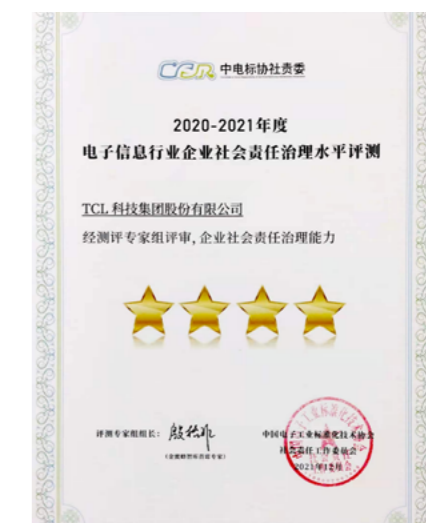 中电标协社责委
2020-2021年度
电子信息行业企业社会责任治理水平评测
TCL 科技集团股份有限公司
经测评专家组评审，企业社会责任治理能力
评测专家组组长：
中国电子工业标准化技术协会
社会责任工作委员会
2021年12月